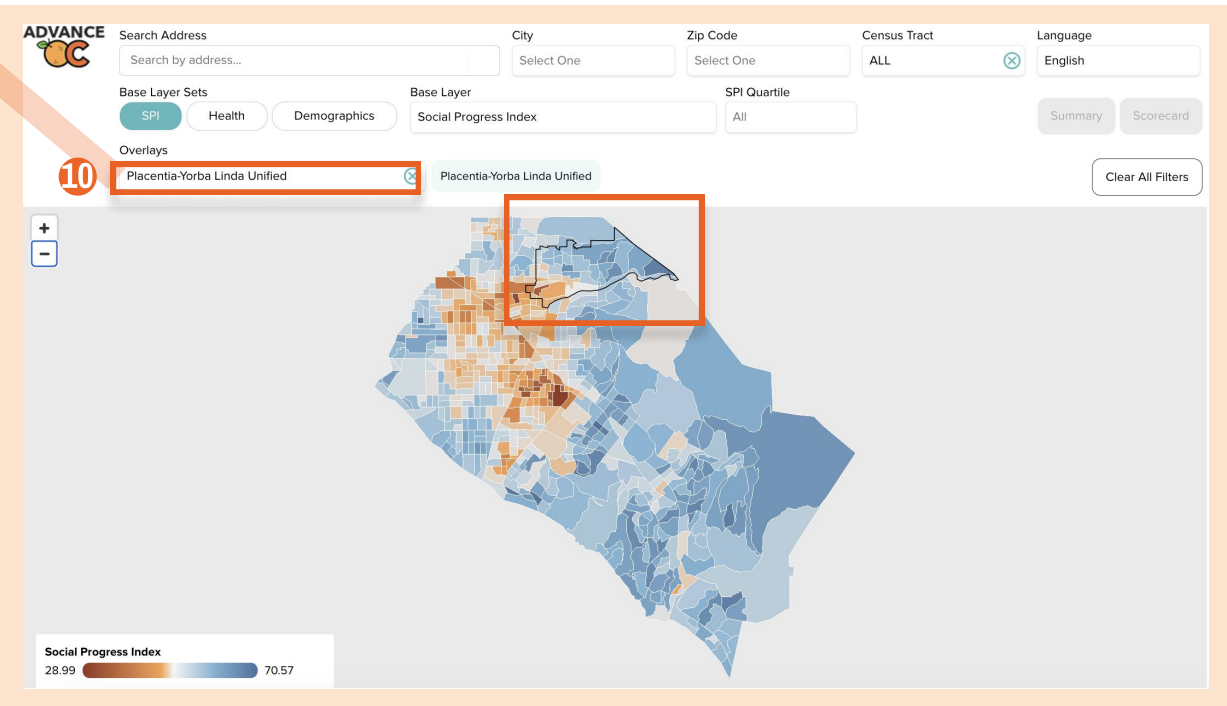 ADVANCE
OC
Search Address
City
Zip Code
Census Tract
Language
Search by address...
Select One
Select One
ALL
English
Base Layer Sets
Base Layer
SPI Quartile
SPI
Health
Demographics
Social Progress Index
All
Summary
Scorecard
Overlays
10
Placentia-Yorba Linda Unified
Placentia-Yorba Linda Unified
Clear All Filters
+
-
Social Progress Index
28.99
70.57